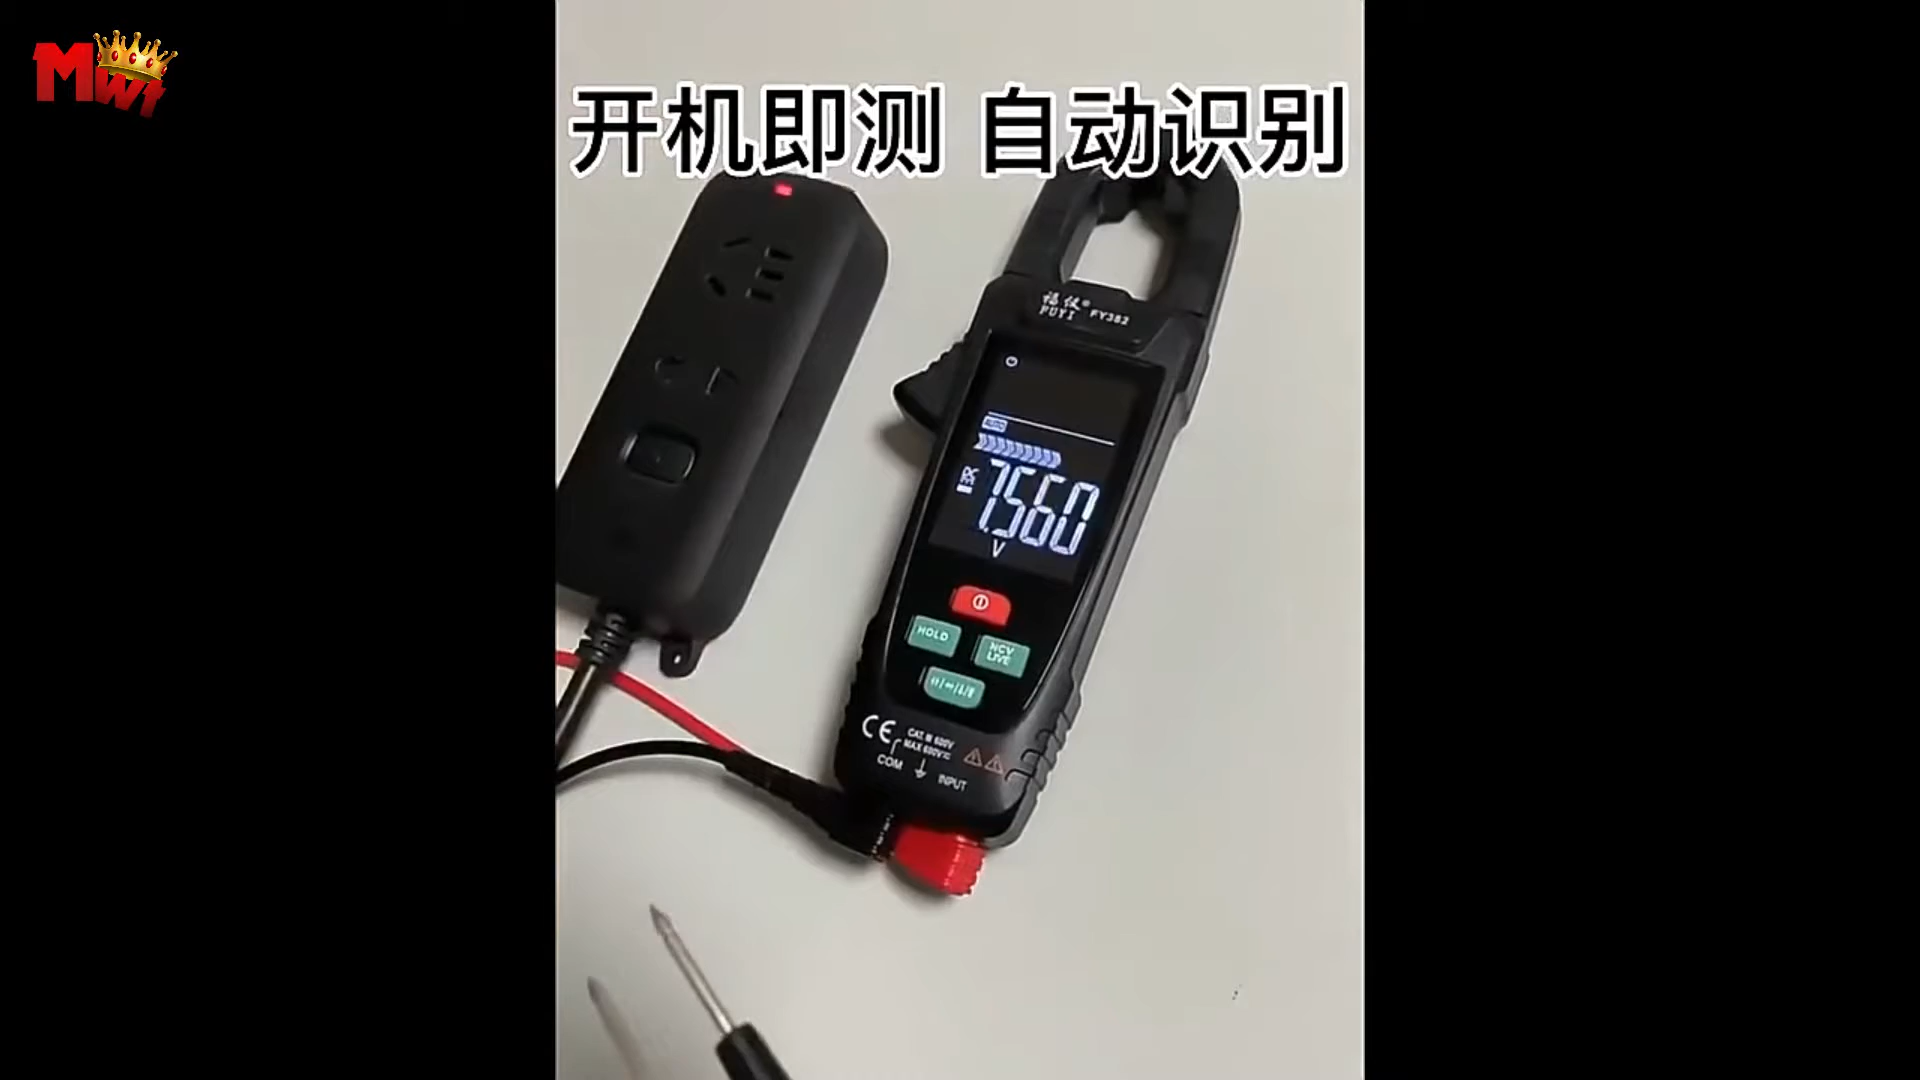 MWT
开机即测 自动识别
福仪®
FUYI FY382
AUTO
DC
7.560
V
HOLD
NCV
LIVE
CE
CAT. III 600V
MAX 600V
COM
INPUT